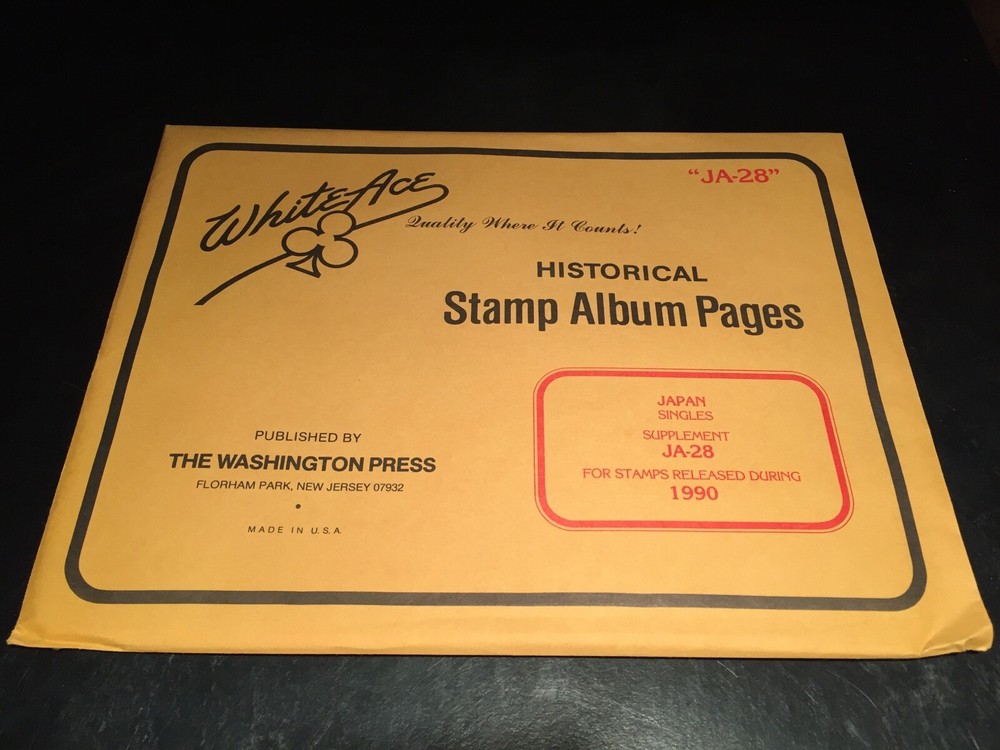 "JA-28"
White Ace
Quality Where It Counts!
HISTORICAL
Stamp Album Pages
JAPAN
SINGLES
SUPPLEMENT
JA-28
FOR STAMPS RELEASED DURING
1990
PUBLISHED BY
THE WASHINGTON PRESS
FLORHAM PARK, NEW JERSEY 07932
•
MADE IN U.S.A.